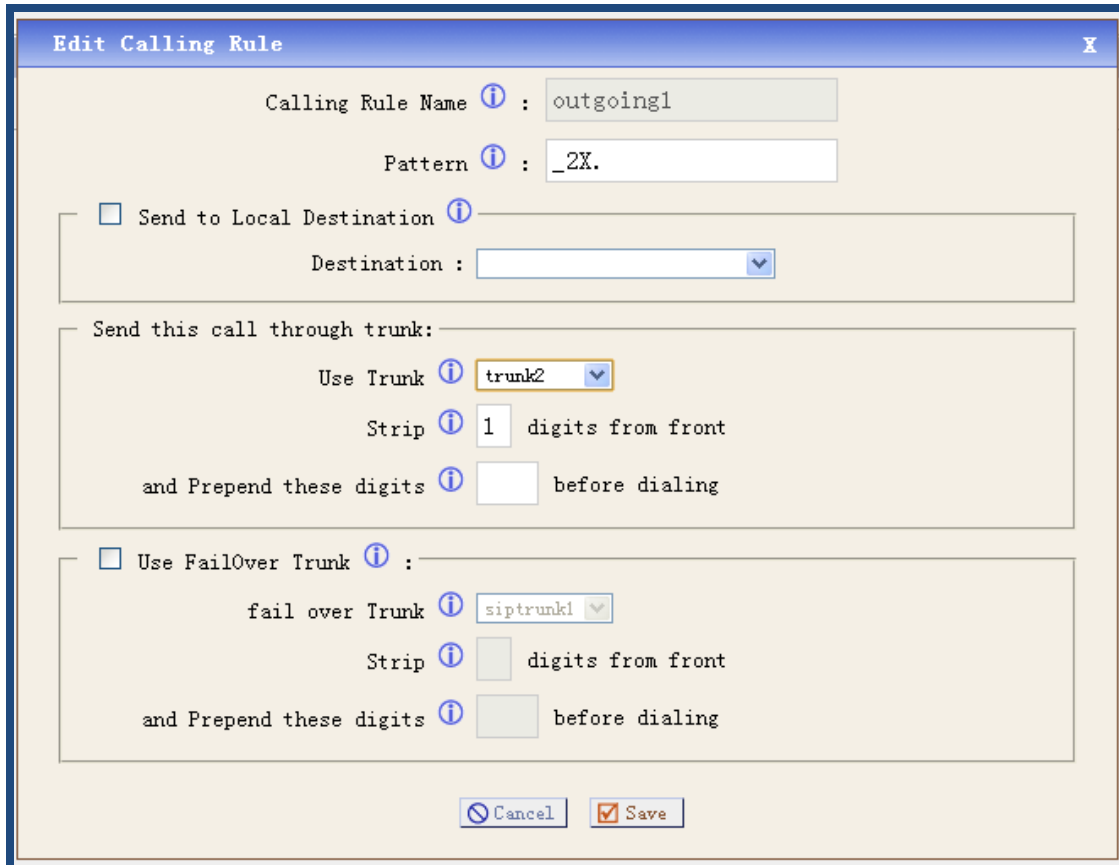 Edit Calling Rule X
Calling Rule Name i : outgoing1
Pattern i : _2X.
Send to Local Destination i
Destination :
Send this call through trunk:
Use Trunk i trunk2
Strip i 1 digits from front
and Prepend these digits i before dialing
Use FailOver Trunk i :
fail over Trunk i siptrunk1
Strip i digits from front
and Prepend these digits i before dialing
Cancel Save